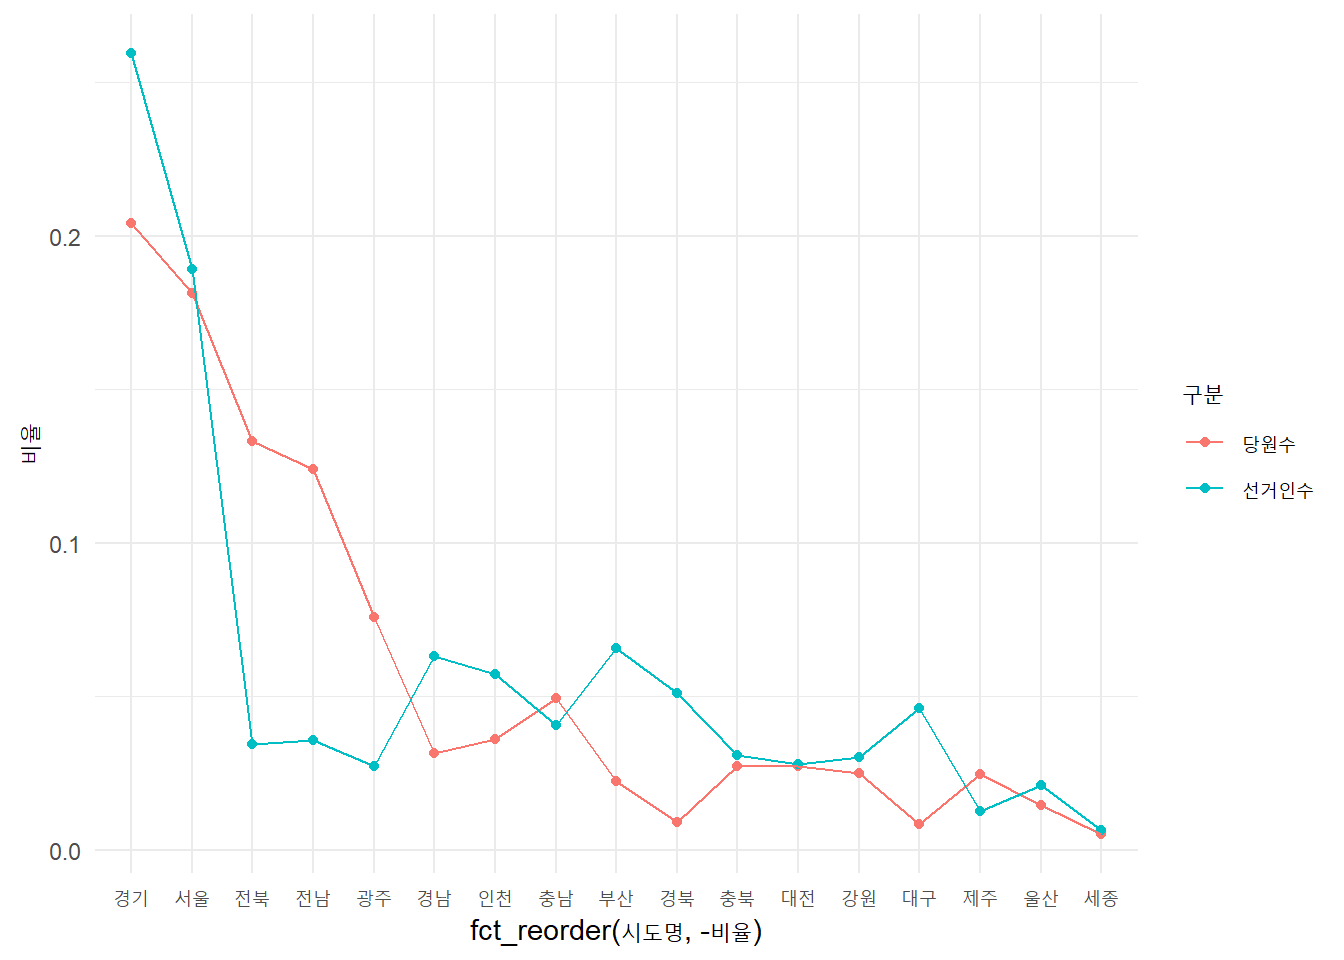 비율
0.2
0.1
0.0
경기 서울 전북 전남 광주 경남 인천 충남 부산 경북 충북 대전 강원 대구 제주 울산 세종
fct_reorder(시도명, -비율)
구분
당원수
선거인수